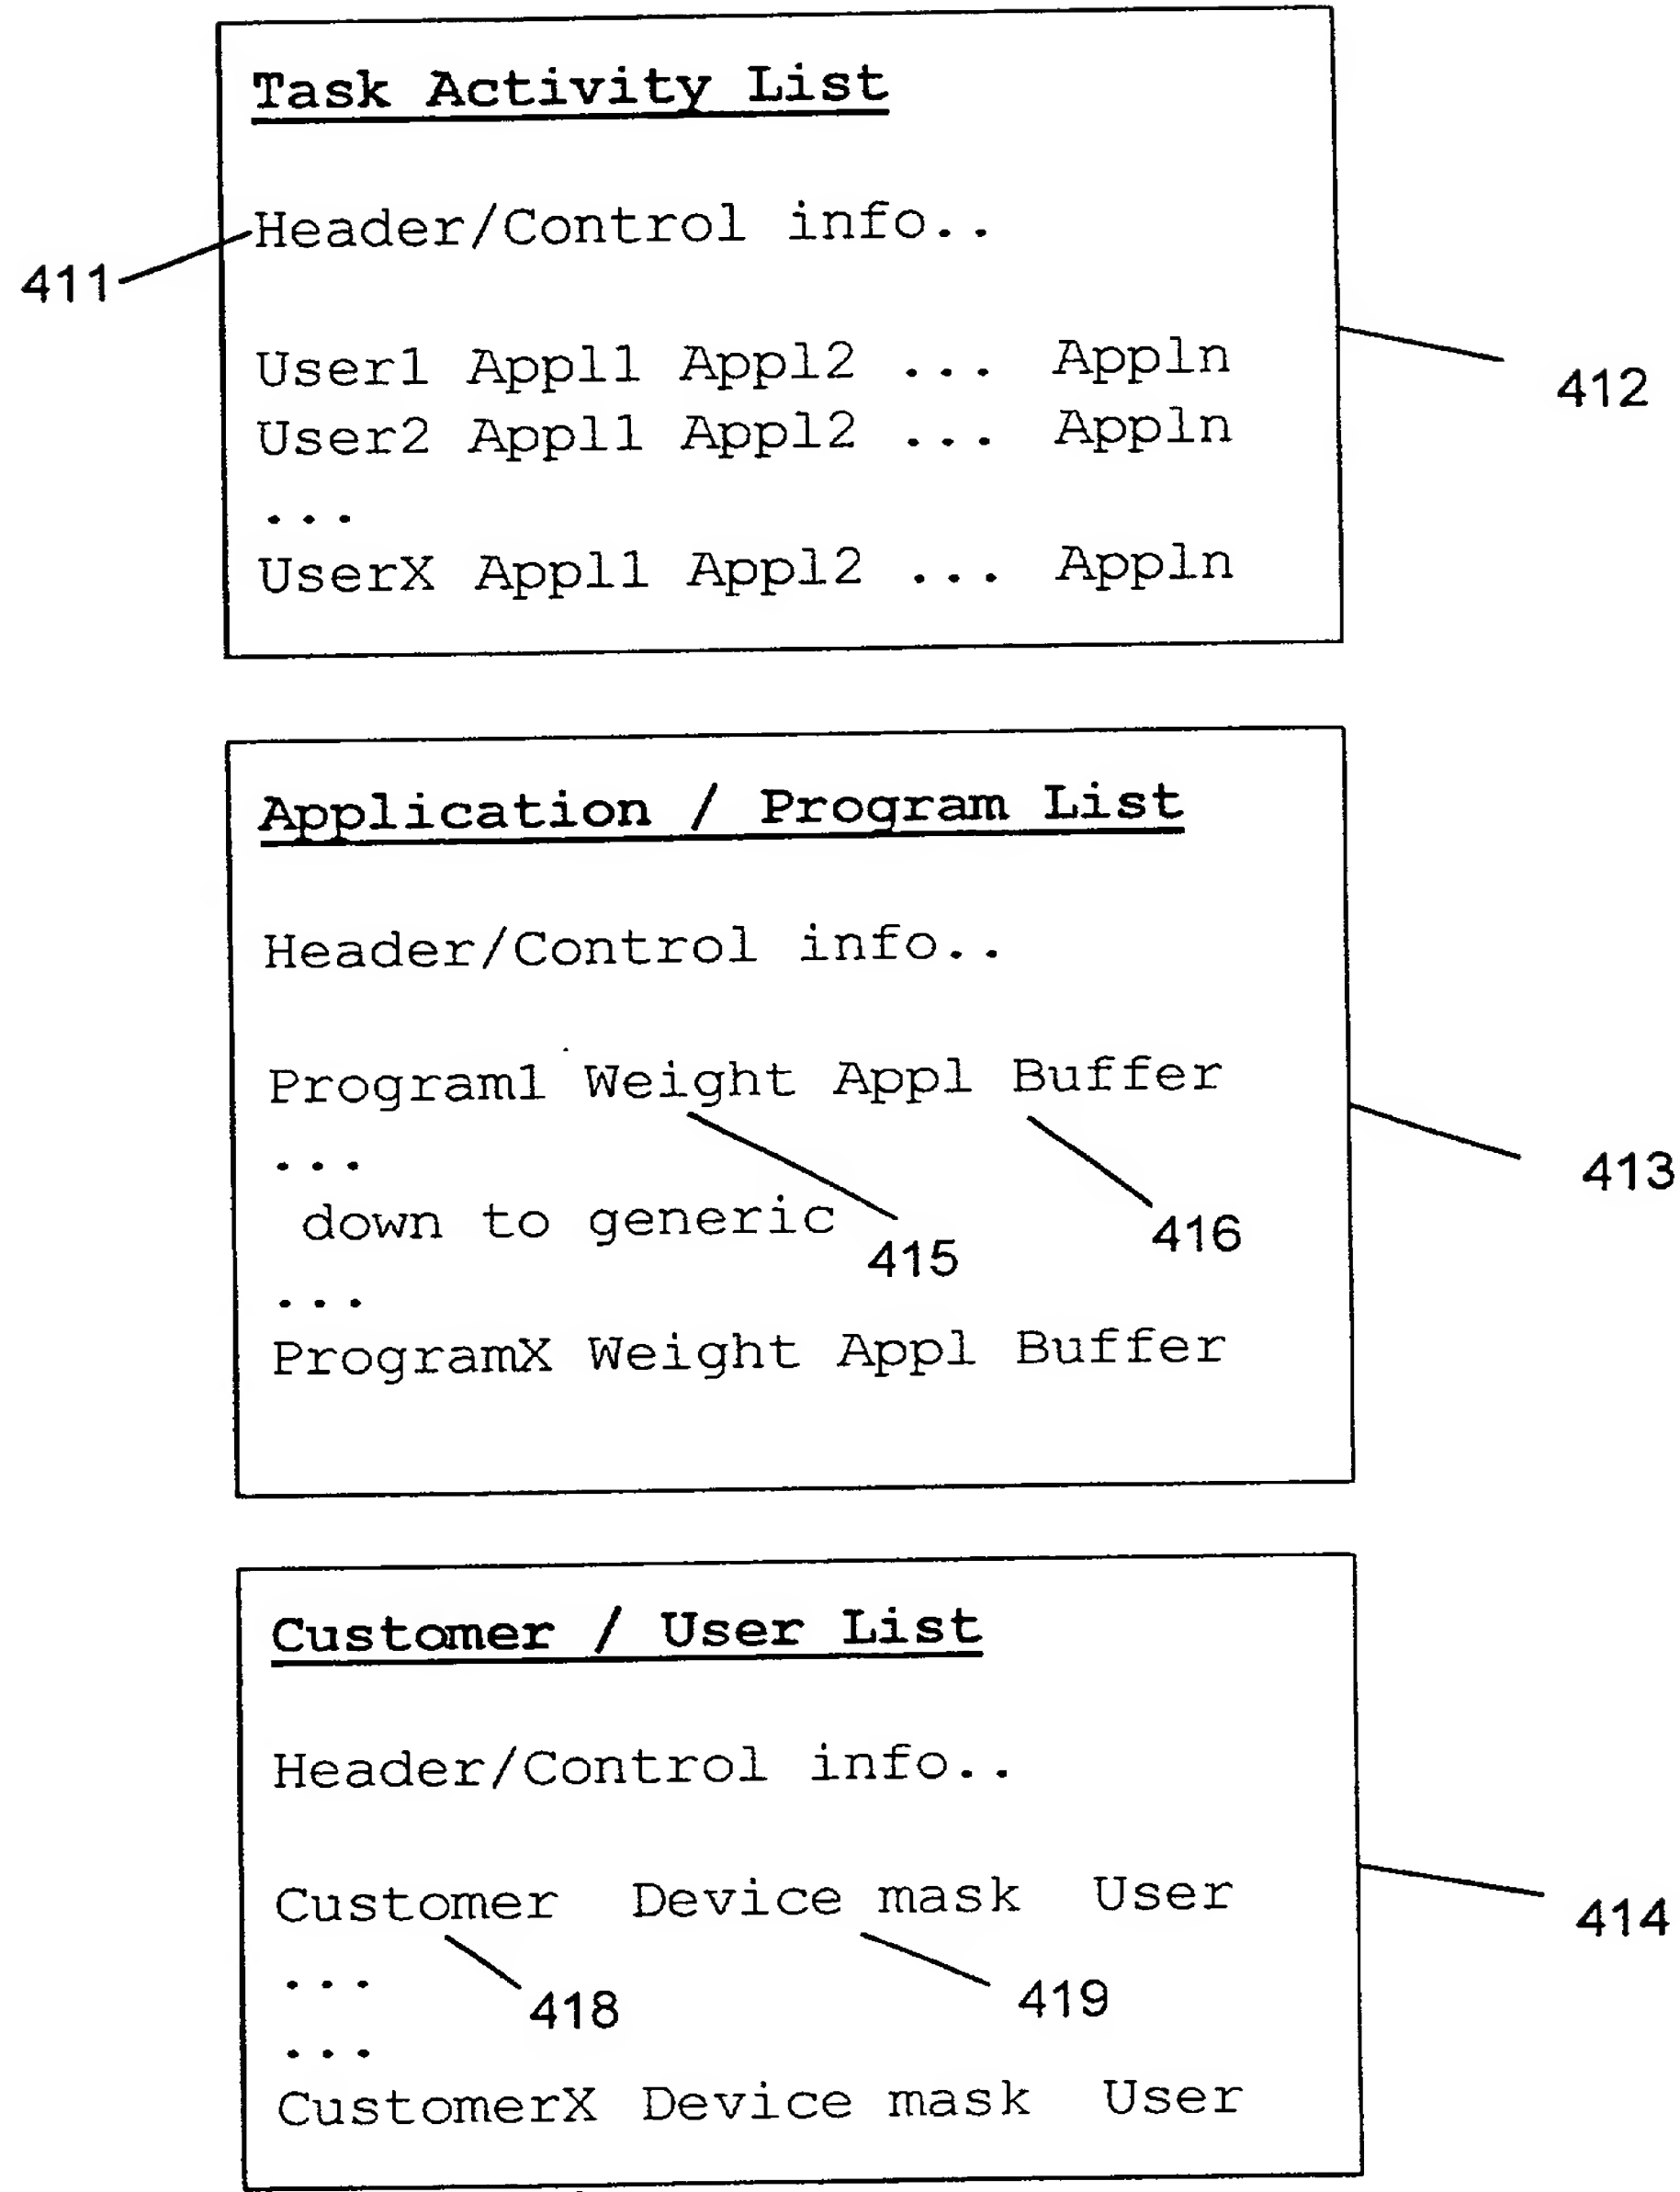 Task Activity List
Header/Control info..
411
User1 Appl1 Appl2 ... Appln
412
User2 Appl1 Appl2 ... Appln
...
UserX Appl1 Appl2 ... Appln
Application / Program List
Header/Control info..
Program1 Weight Appl Buffer
...
413
down to generic
415
416
...
ProgramX Weight Appl Buffer
Customer / User List
Header/Control info..
Customer Device mask User
414
...
418
419
...
CustomerX Device mask User